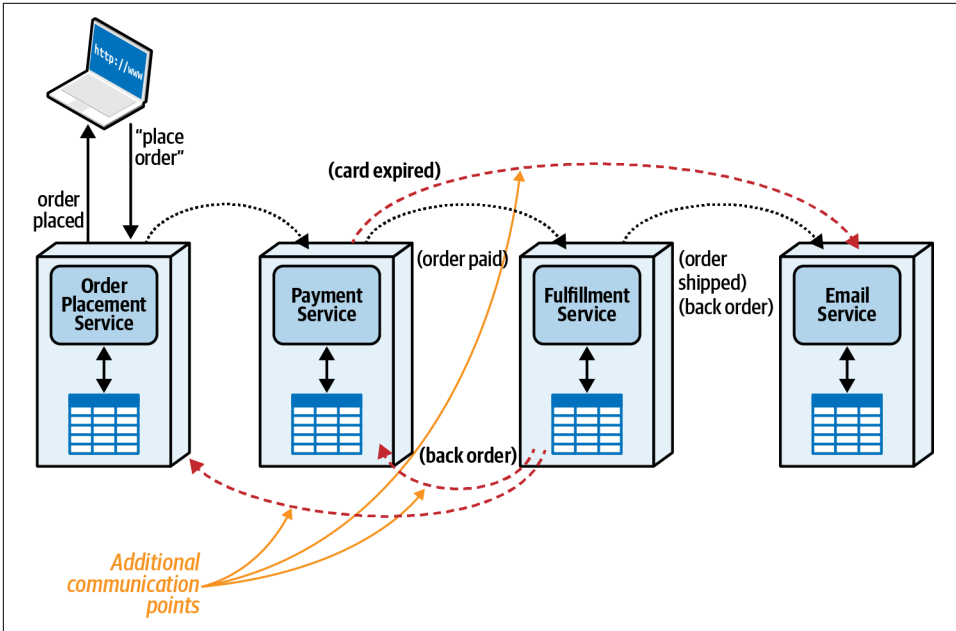 http://www
“place
order”
order
placed
(card expired)
(order paid)
(order
shipped)
(back order)
Order
Placement
Service
Payment
Service
Fulfillment
Service
Email
Service
(back order)
Additional
communication
points